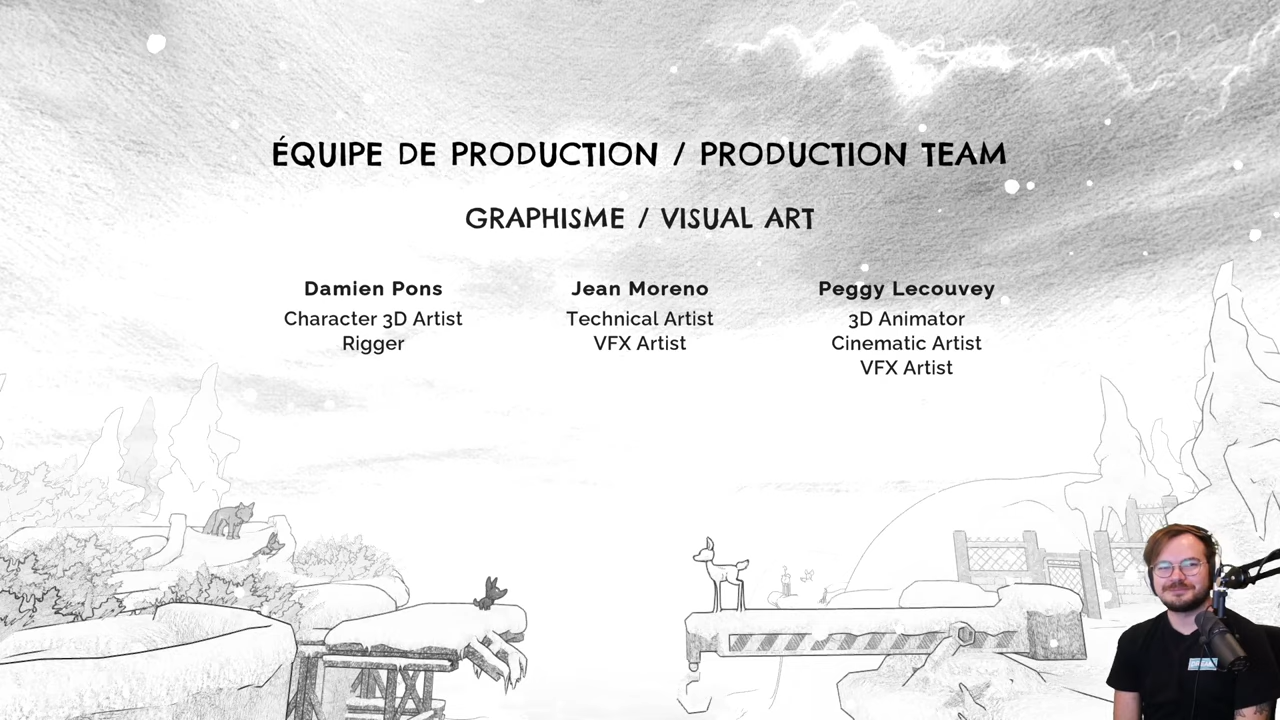 ÉQUIPE DE PRODUCTION / PRODUCTION TEAM
GRAPHISME / VISUAL ART
Damien Pons
Character 3D Artist
Rigger
Jean Moreno
Technical Artist
VFX Artist
Peggy Lecouvey
3D Animator
Cinematic Artist
VFX Artist